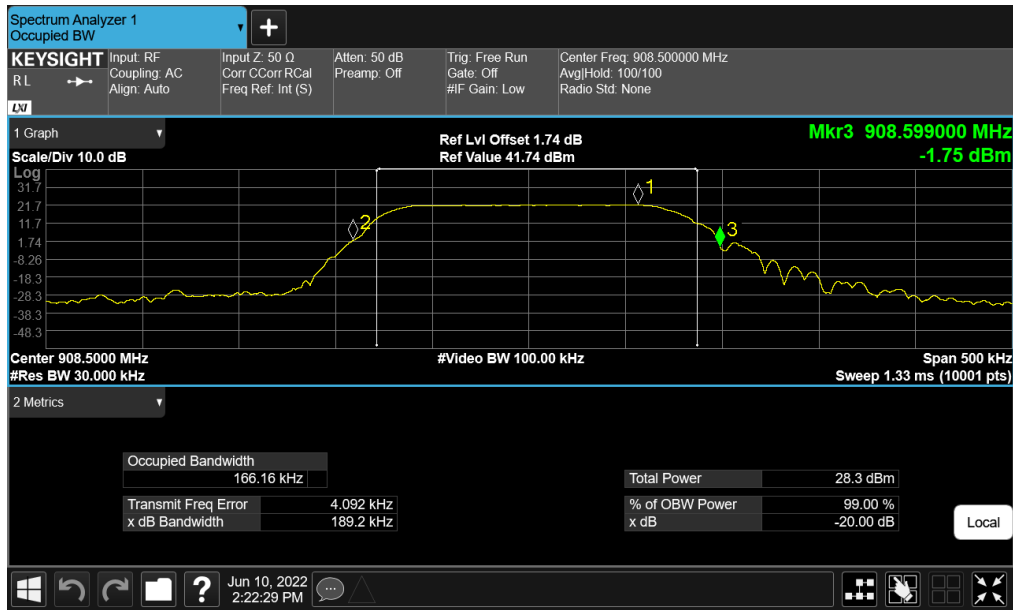 Spectrum Analyzer 1
Occupied BW
+
KEYSIGHT
R L
LXI
Input: RF
Coupling: AC
Align: Auto
Input Z: 50 Ω
Corr CCorr RCal
Freq Ref: Int (S)
Atten: 50 dB
Preamp: Off
Trig: Free Run
Gate: Off
#IF Gain: Low
Center Freq: 908.500000 MHz
Avg|Hold: 100/100
Radio Std: None
1 Graph
Scale/Div 10.0 dB
Ref Lvl Offset 1.74 dB
Ref Value 41.74 dBm
Mkr3 908.599000 MHz
-1.75 dBm
Log
31.7
21.7
11.7
1.74
-8.26
-18.3
-28.3
-38.3
-48.3
1
2
3
Center 908.5000 MHz
#Video BW 100.00 kHz
Span 500 kHz
#Res BW 30.000 kHz
Sweep 1.33 ms (10001 pts)
2 Metrics
Occupied Bandwidth
166.16 kHz
Total Power 28.3 dBm
Transmit Freq Error 4.092 kHz
% of OBW Power 99.00 %
x dB Bandwidth 189.2 kHz
x dB -20.00 dB
Local
?
Jun 10, 2022
2:22:29 PM